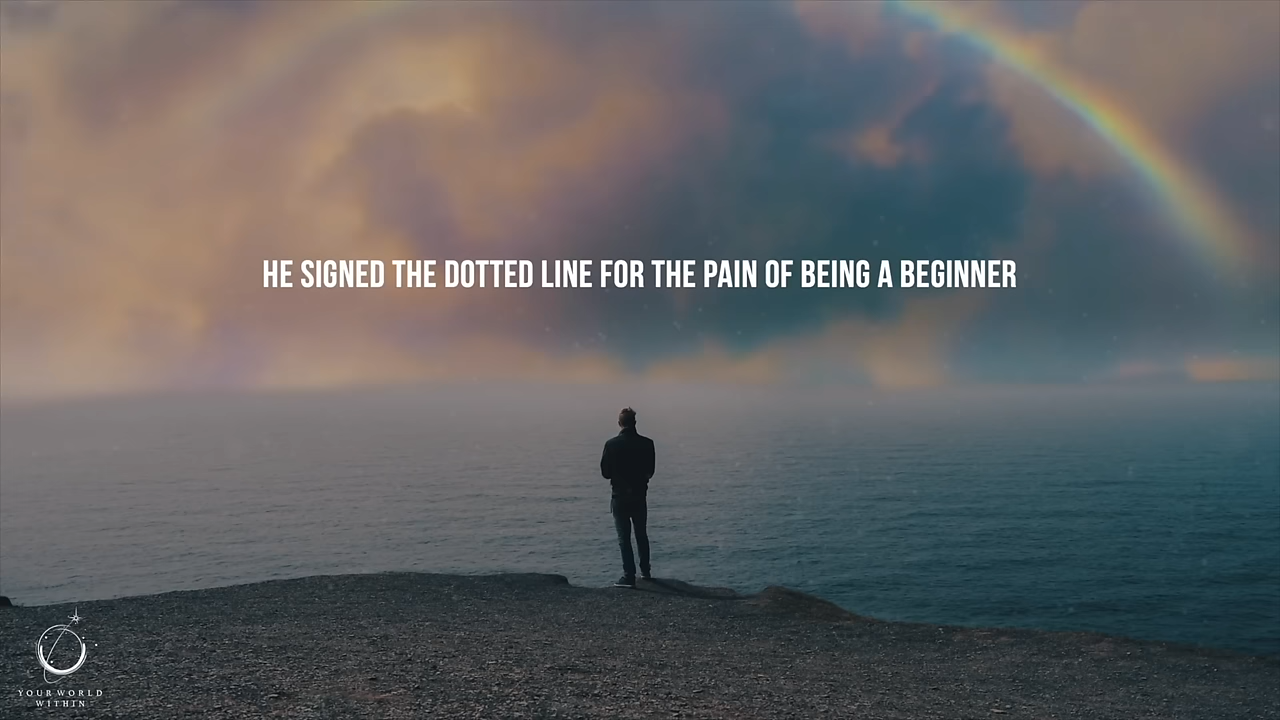 HE SIGNED THE DOTTED LINE FOR THE PAIN OF BEING A BEGINNER
YOUR WORLD
WITHIN